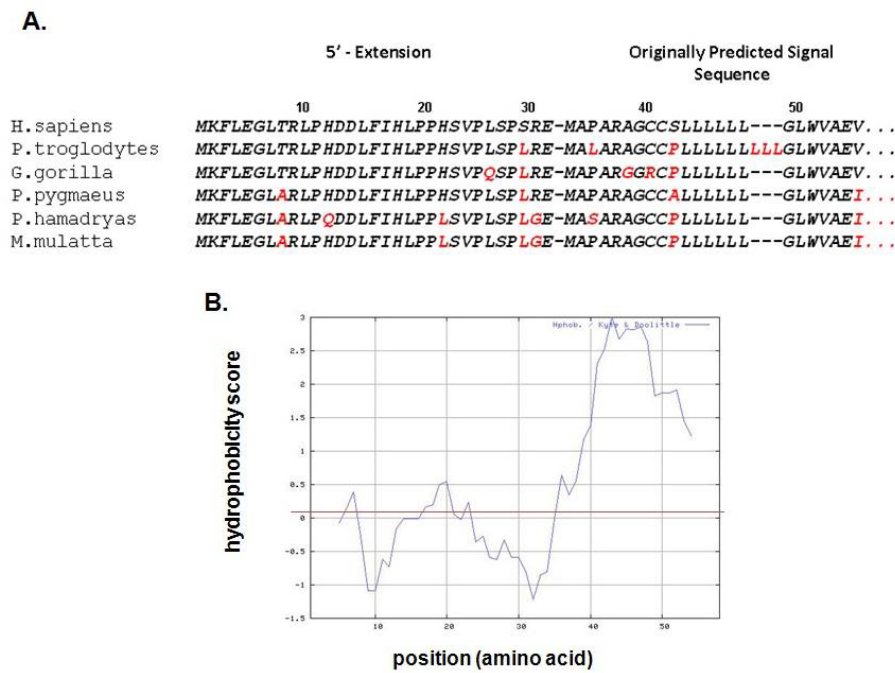 A.
5' - Extension
Originally Predicted Signal
Sequence
10 20 30 40 50
H.sapiens MKFLEGLTRLPHDDLFIHLPPHSVPLSPSRE-MAPARAGCCSLLLLLL---GLWVAEV...
P.troglodytes MKFLEGLTRLPHDDLFIHLPPHSVPLSPLRE-MALARAGCCPLLLLLLLLLGLWVAEV...
G.gorilla MKFLEGLTRLPHDDLFIHLPPHSVPQSPLRE-MAPARGGRCPLLLLLL---GLWVAEV...
P.pygmaeus MKFLEGLARLPHDDLFIHLPPHSVPLSPLRE-MAPARAGCCALLLLLL---GLWVAEI...
P.hamadryas MKFLEGLARLPQDDLFIHLPPLSVPLSPLGE-MASARAGCCPLLLLLL---GLWVAEI...
M.mulatta MKFLEGLARLPHDDLFIHLPPLSVPLSPLGE-MAPARAGCCPLLLLLL---GLWVAEI...
B.
Hphob. / Kyte & Doolittle
hydrophobicity score
3
2.5
2
1.5
1
0.5
0
-0.5
-1
-1.5
10 20 30 40 50
position (amino acid)